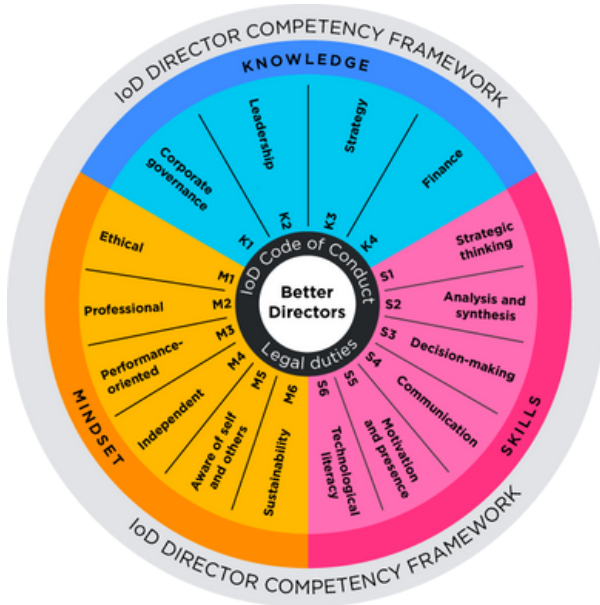 IoD DIRECTOR COMPETENCY FRAMEWORK
KNOWLEDGE
Corporate
governance
K1
Leadership
K2
Strategy
K3
Finance
K4
SKILLS
Strategic
thinking
S1
Analysis and
synthesis
S2
Decision-making
S3
Communication
S4
Motivation
and presence
S5
Technological
literacy
S6
MINDSET
Ethical
M1
Professional
M2
Performance-
oriented
M3
Independent
M4
Aware of self
and others
M5
Sustainability
M6
IoD Code of Conduct
Better
Directors
Legal duties
IoD DIRECTOR COMPETENCY FRAMEWORK